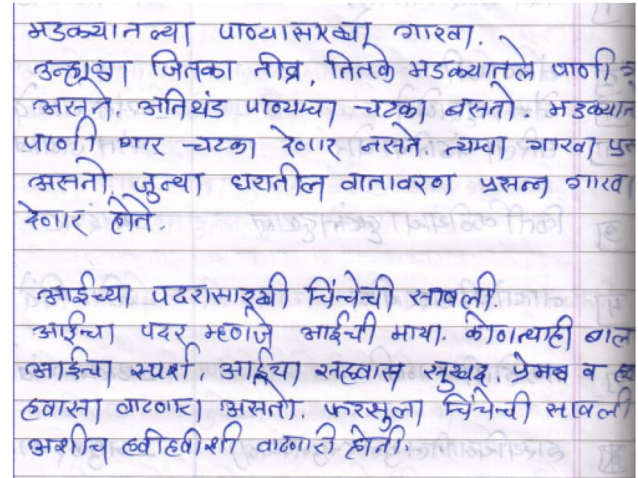 मडक्यातल्या पाण्यासारखा गारवा.
उन्हाळा जितका तीव्र, तितके मडक्यातले पाणी
असते. अतिथंड पाण्याचा चटका बसतो. मडक्यात
पाणी गार चटका देणार नसते. त्याचा गारवा
असतो. जुन्या घरातील वातावरण प्रसन्न गारवा
देणारं होते.
आईच्या पदरासारखी चिंचेची सावली.
आईचा पदर म्हणजे आईची माया. कोणत्याही बाल
आईचा स्पर्श, आईचा सहवास सुखद, प्रेमळ व
हवासा वाटणारा असतो. फरसुला चिंचेची सावली
अशीच हवीहवीशी वाटणारी होती.